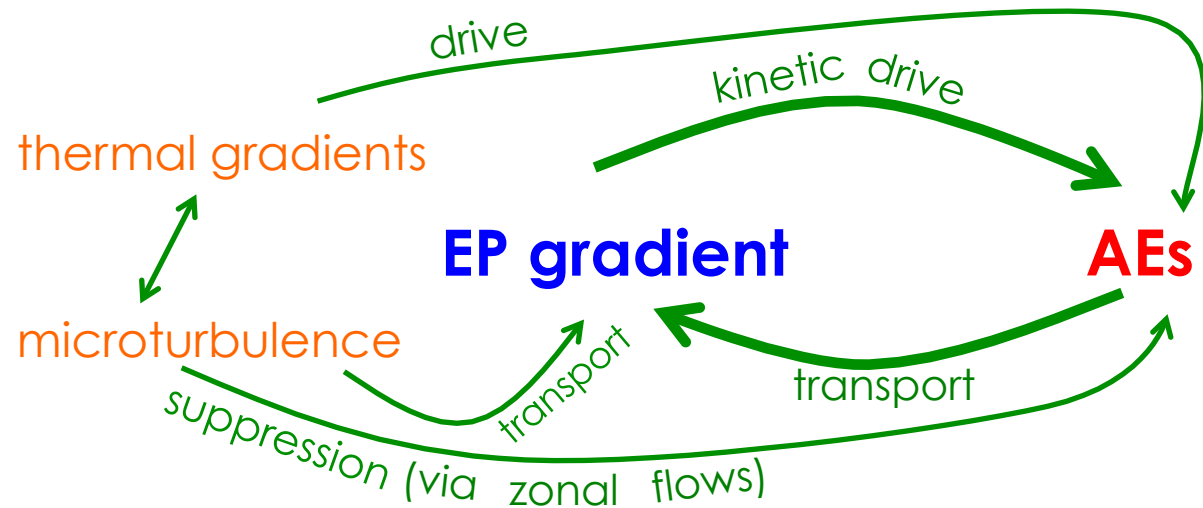 drive
kinetic drive
thermal gradients
EP gradient
AEs
microturbulence
transport
transport
suppression (via zonal flows)